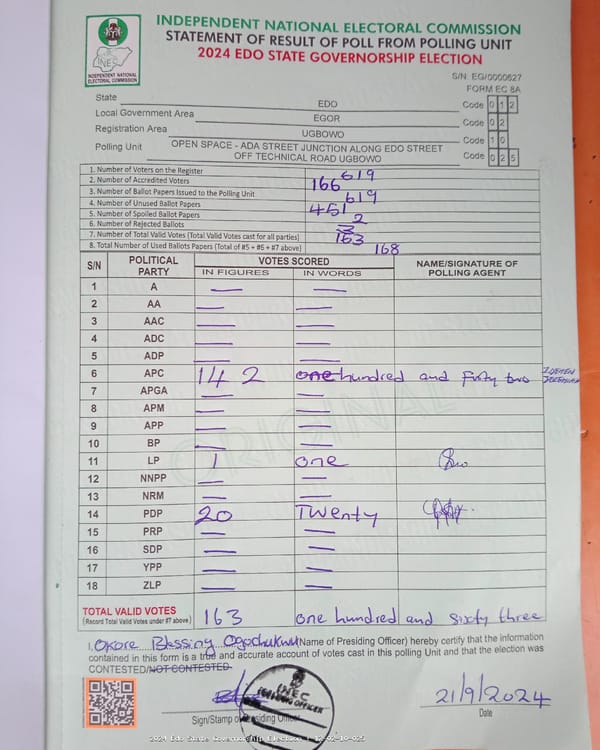 INDEPENDENT NATIONAL ELECTORAL COMMISSION
STATEMENT OF RESULT OF POLL FROM POLLING UNIT
2024 EDO STATE GOVERNORSHIP ELECTION
INEC
INDEPENDENT NATIONAL
ELECTORAL COMMISSION
S/N EG/0000627
FORM EC 8A
State EDO Code 0 1 2
Local Government Area EGOR Code 0 2
Registration Area UGBOWO Code 1 0
Polling Unit OPEN SPACE - ADA STREET JUNCTION ALONG EDO STREET
OFF TECHNICAL ROAD UGBOWO Code 0 2 5
1. Number of Voters on the Register 619
2. Number of Accredited Voters 166
3. Number of Ballot Papers Issued to the Polling Unit 619
4. Number of Unused Ballot Papers 451
5. Number of Spoiled Ballot Papers 2
6. Number of Rejected Ballots 3
7. Number of Total Valid Votes (Total Valid Votes cast for all parties) 163
8. Total Number of Used Ballots Papers (Total of #5 + #6 + #7 above) 168
S/N POLITICAL PARTY VOTES SCORED NAME/SIGNATURE OF POLLING AGENT
IN FIGURES IN WORDS
1 A — —
2 AA — —
3 AAC — —
4 ADC — —
5 ADP — —
6 APC 142 one hundred and forty two
7 APGA — —
8 APM — —
9 APP — —
10 BP — —
11 LP 1 one
12 NNPP — —
13 NRM — —
14 PDP 20 Twenty
15 PRP — —
16 SDP — —
17 YPP — —
18 ZLP — —
ORIGINAL
TOTAL VALID VOTES 163 one hundred and sixty three
(Record Total Valid Votes under #7 above)
I, Okore Blessing Ogochukwu (Name of Presiding Officer) hereby certify that the information
contained in this form is a true and accurate account of votes cast in this polling Unit and that the election was
CONTESTED/NOT CONTESTED.
INEC
PRESIDING OFFICER
21/9/2024
Sign/Stamp of Presiding Officer Date
2024 Edo State Governorship Election - 12-02-10-025